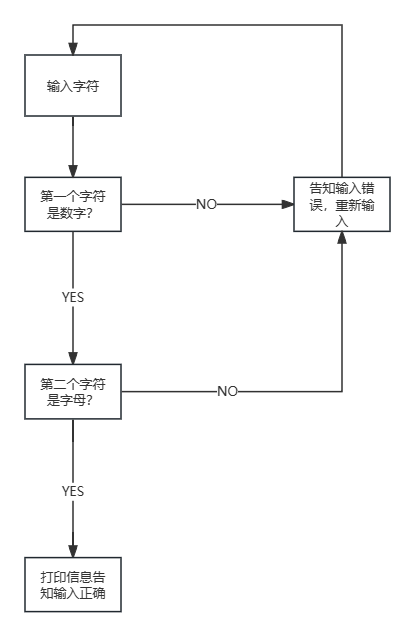 输入字符
第一个字符
是数字？
NO
告知输入错
误，重新输
入
YES
第二个字符
是字母？
NO
YES
打印信息告
知输入正确